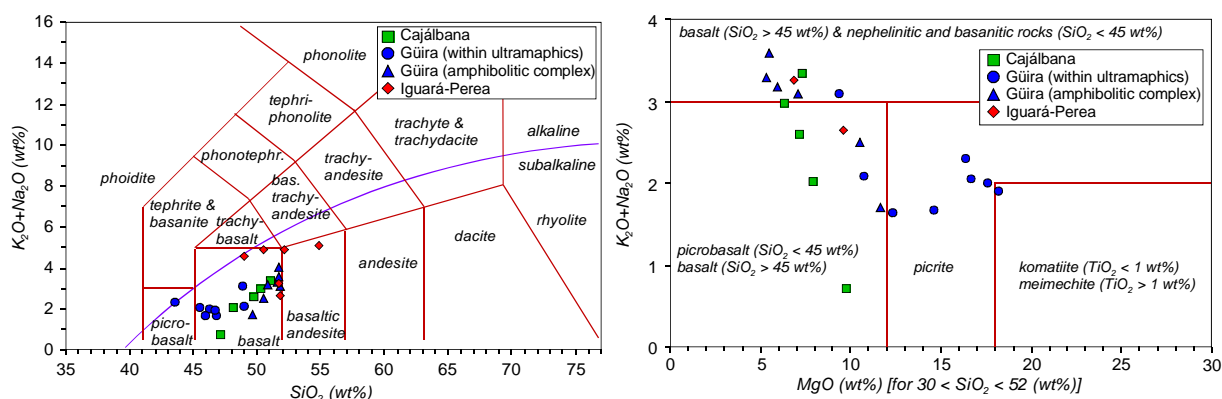 16
14
12
10
8
6
4
2
0
K₂O+Na₂O (wt%)
35
40
45
50
55
60
65
70
75
SiO₂ (wt%)
Cajálbana
Güira (within ultramaphics)
Güira (amphibolitic complex)
Iguará-Perea
phonolite
tephri-
phonolite
phonotephr.
phoidite
tephrite &
basanite
trachy-
basalt
bas.
trachy-
andesite
trachy-
andesite
trachyte &
trachydacite
alkaline
subalkaline
rhyolite
dacite
andesite
basaltic
andesite
basalt
picro-
basalt
4
3
2
1
0
K₂O+Na₂O (wt%)
0
10
20
30
MgO (wt%) [for 30 < SiO₂ < 52 (wt%)]
basalt (SiO₂ > 45 wt%) & nephelinitic and basanitic rocks (SiO₂ < 45 wt%)
Cajálbana
Güira (within ultramaphics)
Güira (amphibolitic complex)
Iguará-Perea
picrobasalt (SiO₂ < 45 wt%)
basalt (SiO₂ > 45 wt%)
picrite
komatiite (TiO₂ < 1 wt%)
meimechite (TiO₂ > 1 wt%)